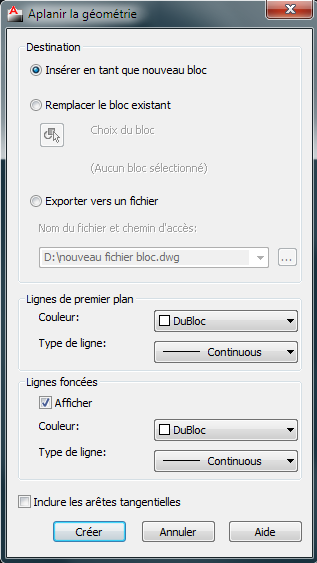 Aplanir la géométrie
Destination
Insérer en tant que nouveau bloc
Remplacer le bloc existant
Choix du bloc
(Aucun bloc sélectionné)
Exporter vers un fichier
Nom du fichier et chemin d'accès:
D:\nouveau fichier bloc.dwg
...
Lignes de premier plan
Couleur: DuBloc
Type de ligne: Continuous
Lignes foncées
Afficher
Couleur: DuBloc
Type de ligne: Continuous
Inclure les arêtes tangentielles
Créer Annuler Aide